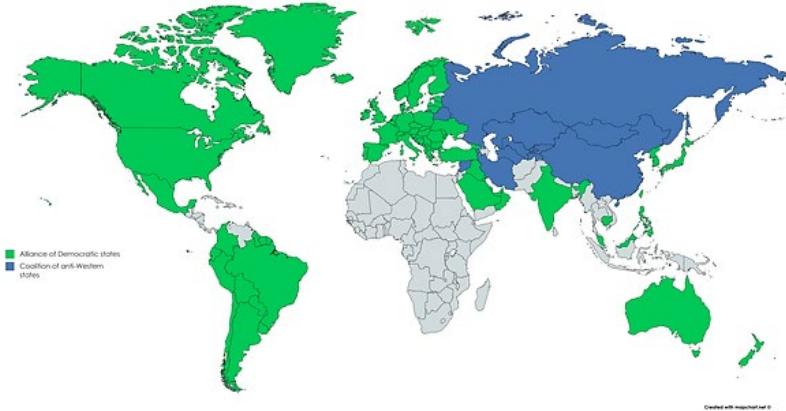 Alliance of Democratic states
Coalition of anti-Western
states
Created with mapchart.net ©